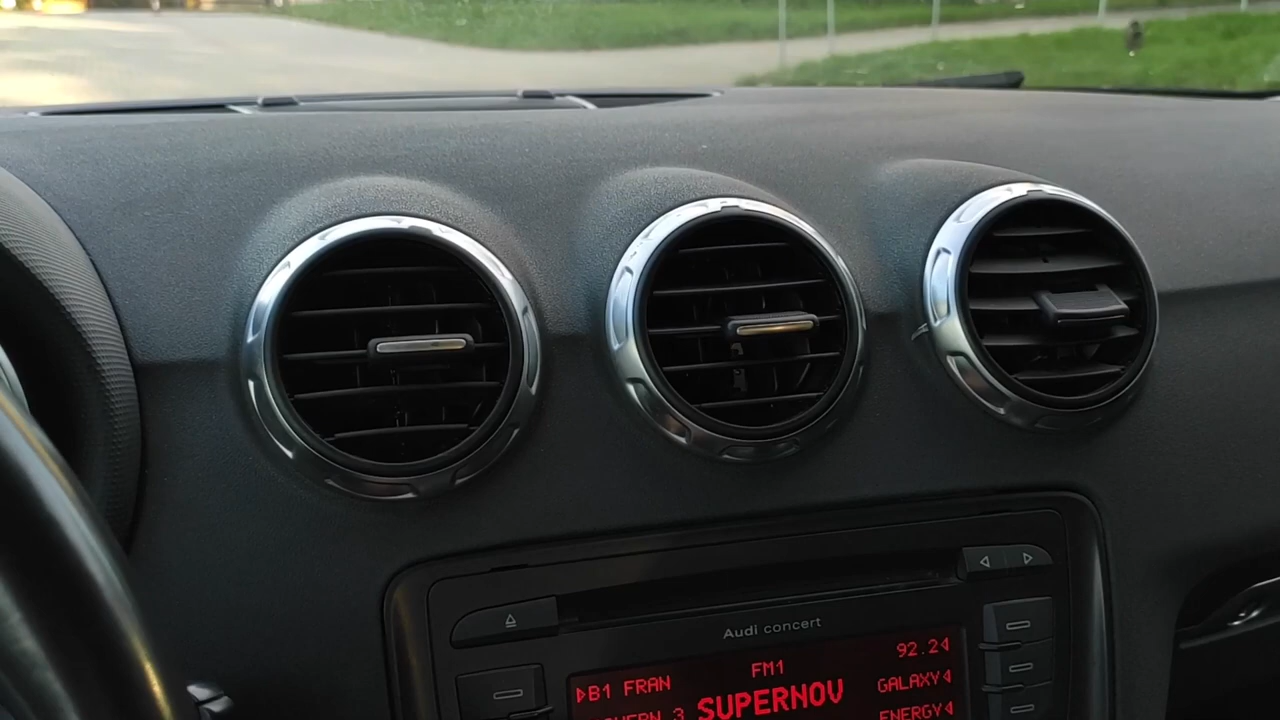 Audi concert
FM1
92.2
B1 FRAN
SUPERNOV
GALAXY
ENERGY